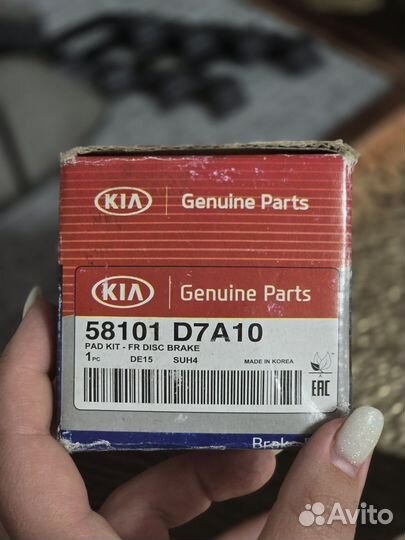 KIA Genuine Parts
KIA Genuine Parts
58101 D7A10
PAD KIT - FR DISC BRAKE
1PC DE15 SUH4 MADE IN KOREA
EAC
Brake
Avito